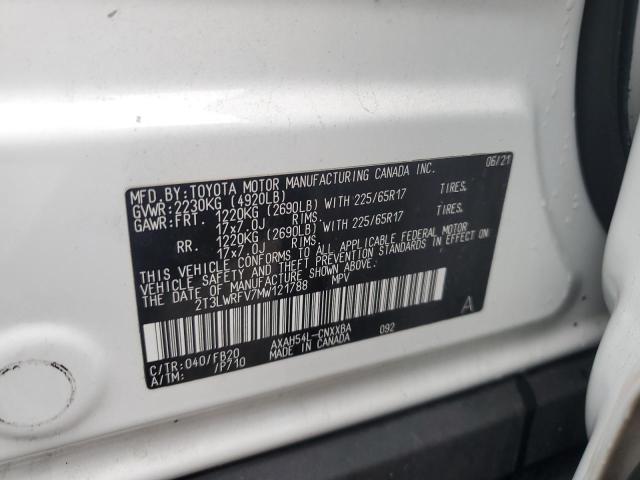 MFD. BY: TOYOTA MOTOR MANUFACTURING CANADA INC. 06/21
GVWR: 2230KG (4920LB)
GAWR: FRT. 1220KG (2690LB) WITH 225/65R17 TIRES.
17x7.0J RIMS.
RR. 1220KG (2690LB) WITH 225/65R17 TIRES.
17x7.0J RIMS.
THIS VEHICLE CONFORMS TO ALL APPLICABLE FEDERAL MOTOR
VEHICLE SAFETY AND THEFT PREVENTION STANDARDS IN EFFECT
ON THE DATE OF MANUFACTURE SHOWN ABOVE.
2T3LWRFV7MW121788 MPV
A
C/TR: 040/FB20 AXAH54L-CNXXBA 092
A/TM: /P710 MADE IN CANADA